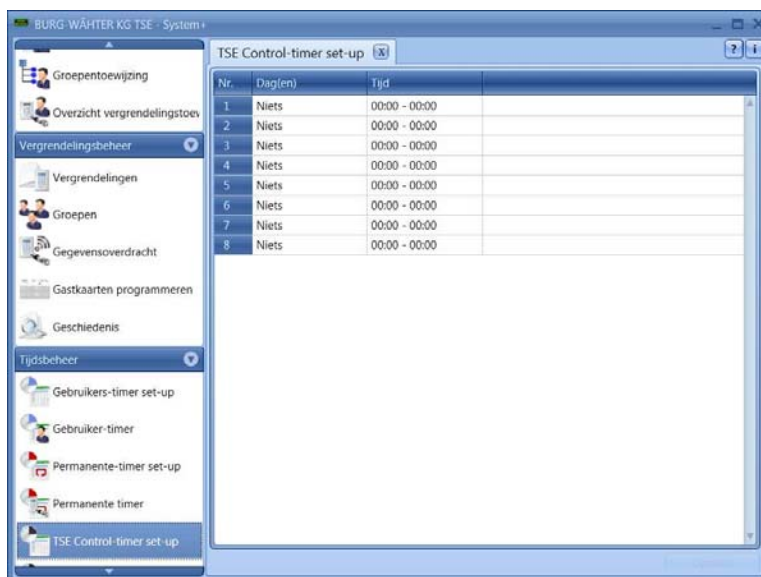 BURG-WÄHTER KG TSE - System+
Groepentoewijzing
Overzicht vergrendelingstoev
Vergrendelingsbeheer
Vergrendelingen
Groepen
Gegevensoverdracht
Gastkaarten programmeren
Geschiedenis
Tijdsbeheer
Gebruikers-timer set-up
Gebruiker-timer
Permanente-timer set-up
Permanente timer
TSE Control-timer set-up
TSE Control-timer set-up X ? i
Nr. Dag(en) Tijd
1 Niets 00:00 - 00:00
2 Niets 00:00 - 00:00
3 Niets 00:00 - 00:00
4 Niets 00:00 - 00:00
5 Niets 00:00 - 00:00
6 Niets 00:00 - 00:00
7 Niets 00:00 - 00:00
8 Niets 00:00 - 00:00